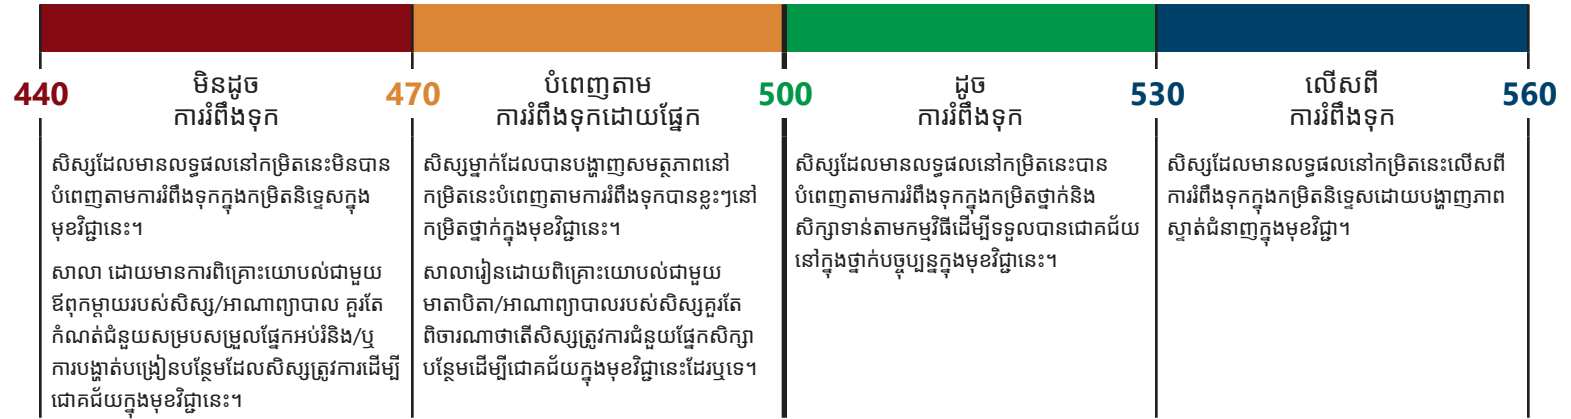 440
មិនដូច
ការរំពឹងទុក
470
បំពេញតាម
ការរំពឹងទុកដោយផ្នែក
500
ដូច
ការរំពឹងទុក
530
លើសពី
ការរំពឹងទុក
560
សិស្សដែលមានលទ្ធផលនៅកម្រិតនេះមិនបាន
បំពេញតាមការរំពឹងទុកក្នុងកម្រិតនិទ្ទេសក្នុង
មុខវិជ្ជានេះ។
សាលា ដោយមានការពិគ្រោះយោបល់ជាមួយ
ឪពុកម្តាយរបស់សិស្ស/អាណាព្យាបាល គួរតែ
កំណត់ជំនួយសម្របសម្រួលផ្នែកអប់រំនិង/ឬ
ការបង្ហាត់បង្រៀនបន្ថែមដែលសិស្សត្រូវការដើម្បី
ជោគជ័យក្នុងមុខវិជ្ជានេះ។
សិស្សម្នាក់ដែលបានបង្ហាញសមត្ថភាពនៅ
កម្រិតនេះបំពេញតាមការរំពឹងទុកបានខ្លះៗនៅ
កម្រិតថ្នាក់ក្នុងមុខវិជ្ជានេះ។
សាលារៀនដោយពិគ្រោះយោបល់ជាមួយ
មាតាបិតា/អាណាព្យាបាលរបស់សិស្សគួរតែ
ពិចារណាថាតើសិស្សត្រូវការជំនួយផ្នែកសិក្សា
បន្ថែមដើម្បីជោគជ័យក្នុងមុខវិជ្ជានេះដែរឬទេ។
សិស្សដែលមានលទ្ធផលនៅកម្រិតនេះបាន
បំពេញតាមការរំពឹងទុកក្នុងកម្រិតថ្នាក់និង
សិក្សាទាន់តាមកម្មវិធីដើម្បីទទួលបានជោគជ័យ
នៅក្នុងថ្នាក់បច្ចុប្បន្នក្នុងមុខវិជ្ជានេះ។
សិស្សដែលមានលទ្ធផលនៅកម្រិតនេះលើសពី
ការរំពឹងទុកក្នុងកម្រិតនិទ្ទេសដោយបង្ហាញភាព
ស្ទាត់ជំនាញក្នុងមុខវិជ្ជា។